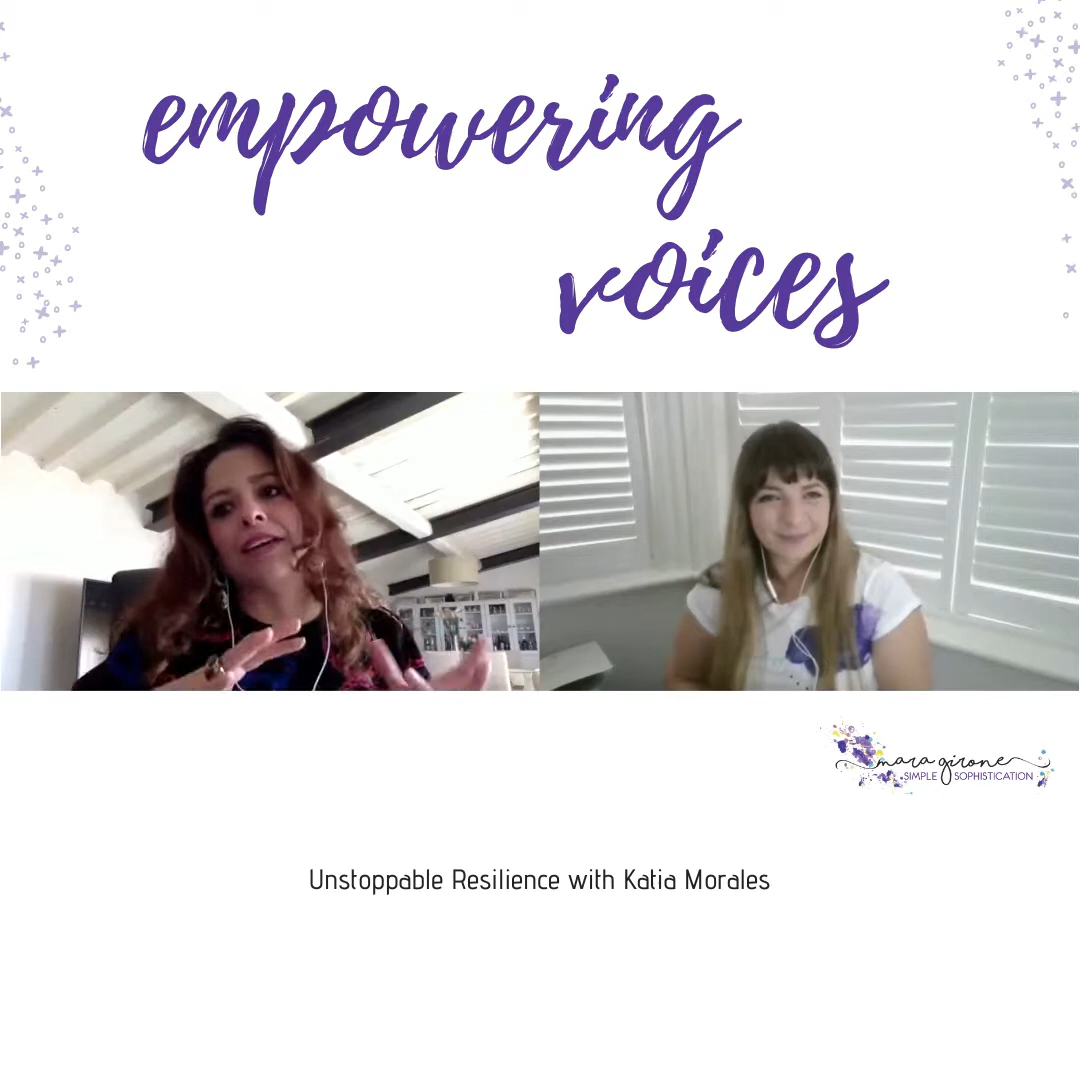 empowering
voices
mara girone
SIMPLE SOPHISTICATION
Unstoppable Resilience with Katia Morales